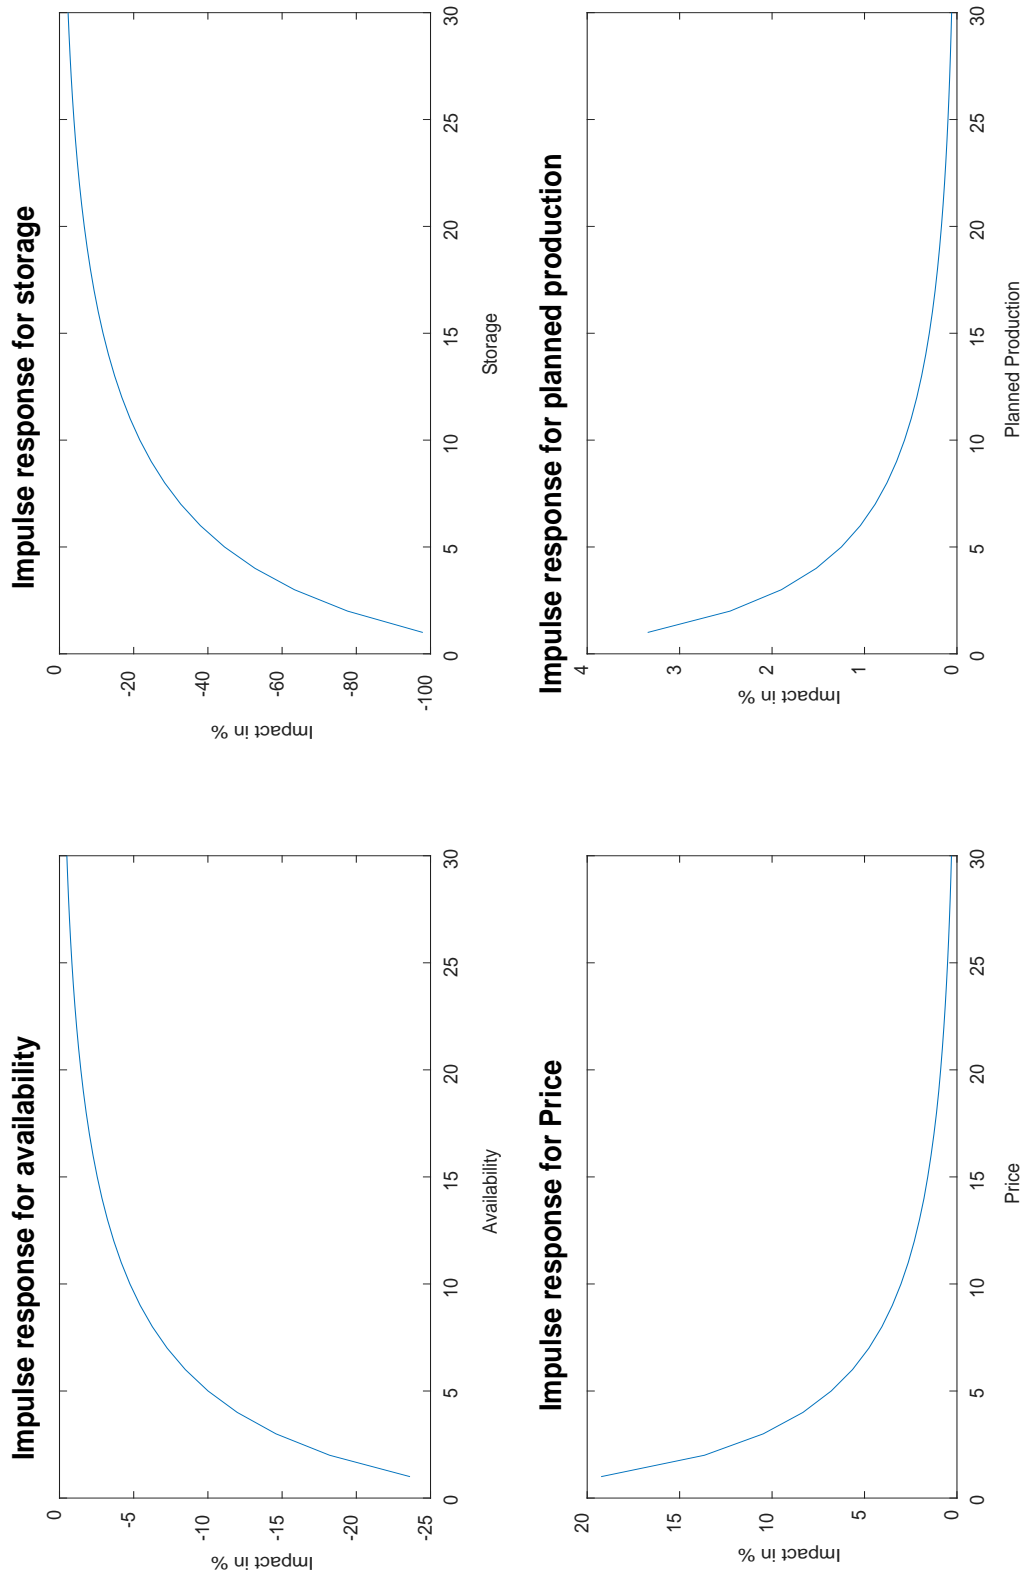 Impulse response for availability
0
-5
-10
-15
-20
-25
Impact in %
0 5 10 15 20 25 30
Availability
Impulse response for storage
0
-20
-40
-60
-80
-100
Impact in %
0 5 10 15 20 25 30
Storage
Impulse response for Price
20
15
10
5
0
Impact in %
0 5 10 15 20 25 30
Price
Impulse response for planned production
4
3
2
1
0
Impact in %
0 5 10 15 20 25 30
Planned Production